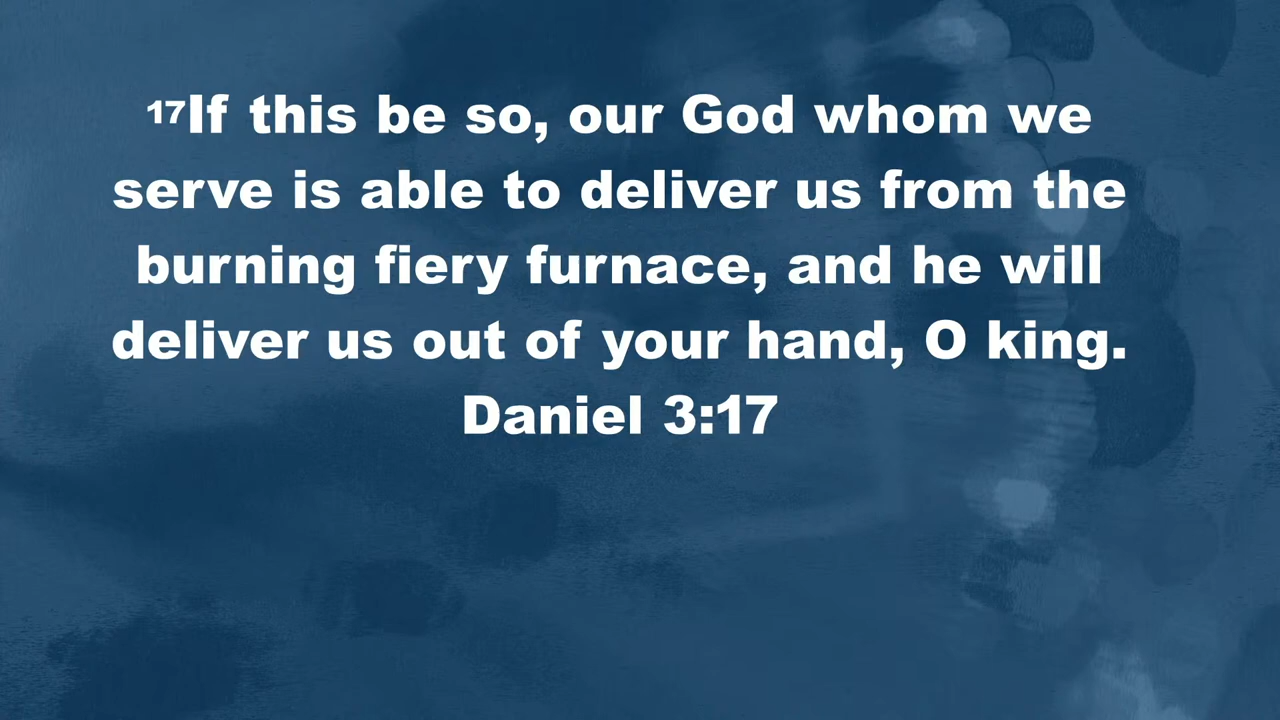 17If this be so, our God whom we
serve is able to deliver us from the
burning fiery furnace, and he will
deliver us out of your hand, O king.
Daniel 3:17